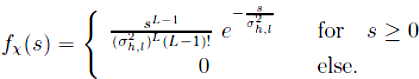 f_χ(s) = { s^{L−1} / ((σ²_{h,l})^L (L−1)!) e^{−s/σ²_{h,l}} for s ≥ 0
0 else.